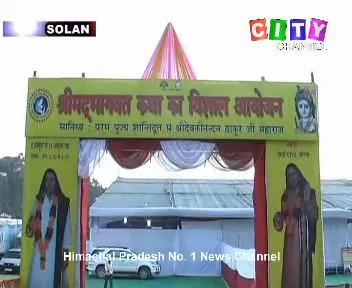 SOLAN
CITY
CHANNEL
श्रीमद्भागवत कथा का विशाल आयोजन
सानिध्य : परम पूज्य शान्तिदूत प्रं श्रीदेवकीनन्दन ठाकुर जी महाराज
Himachal Pradesh No. 1 News Channel